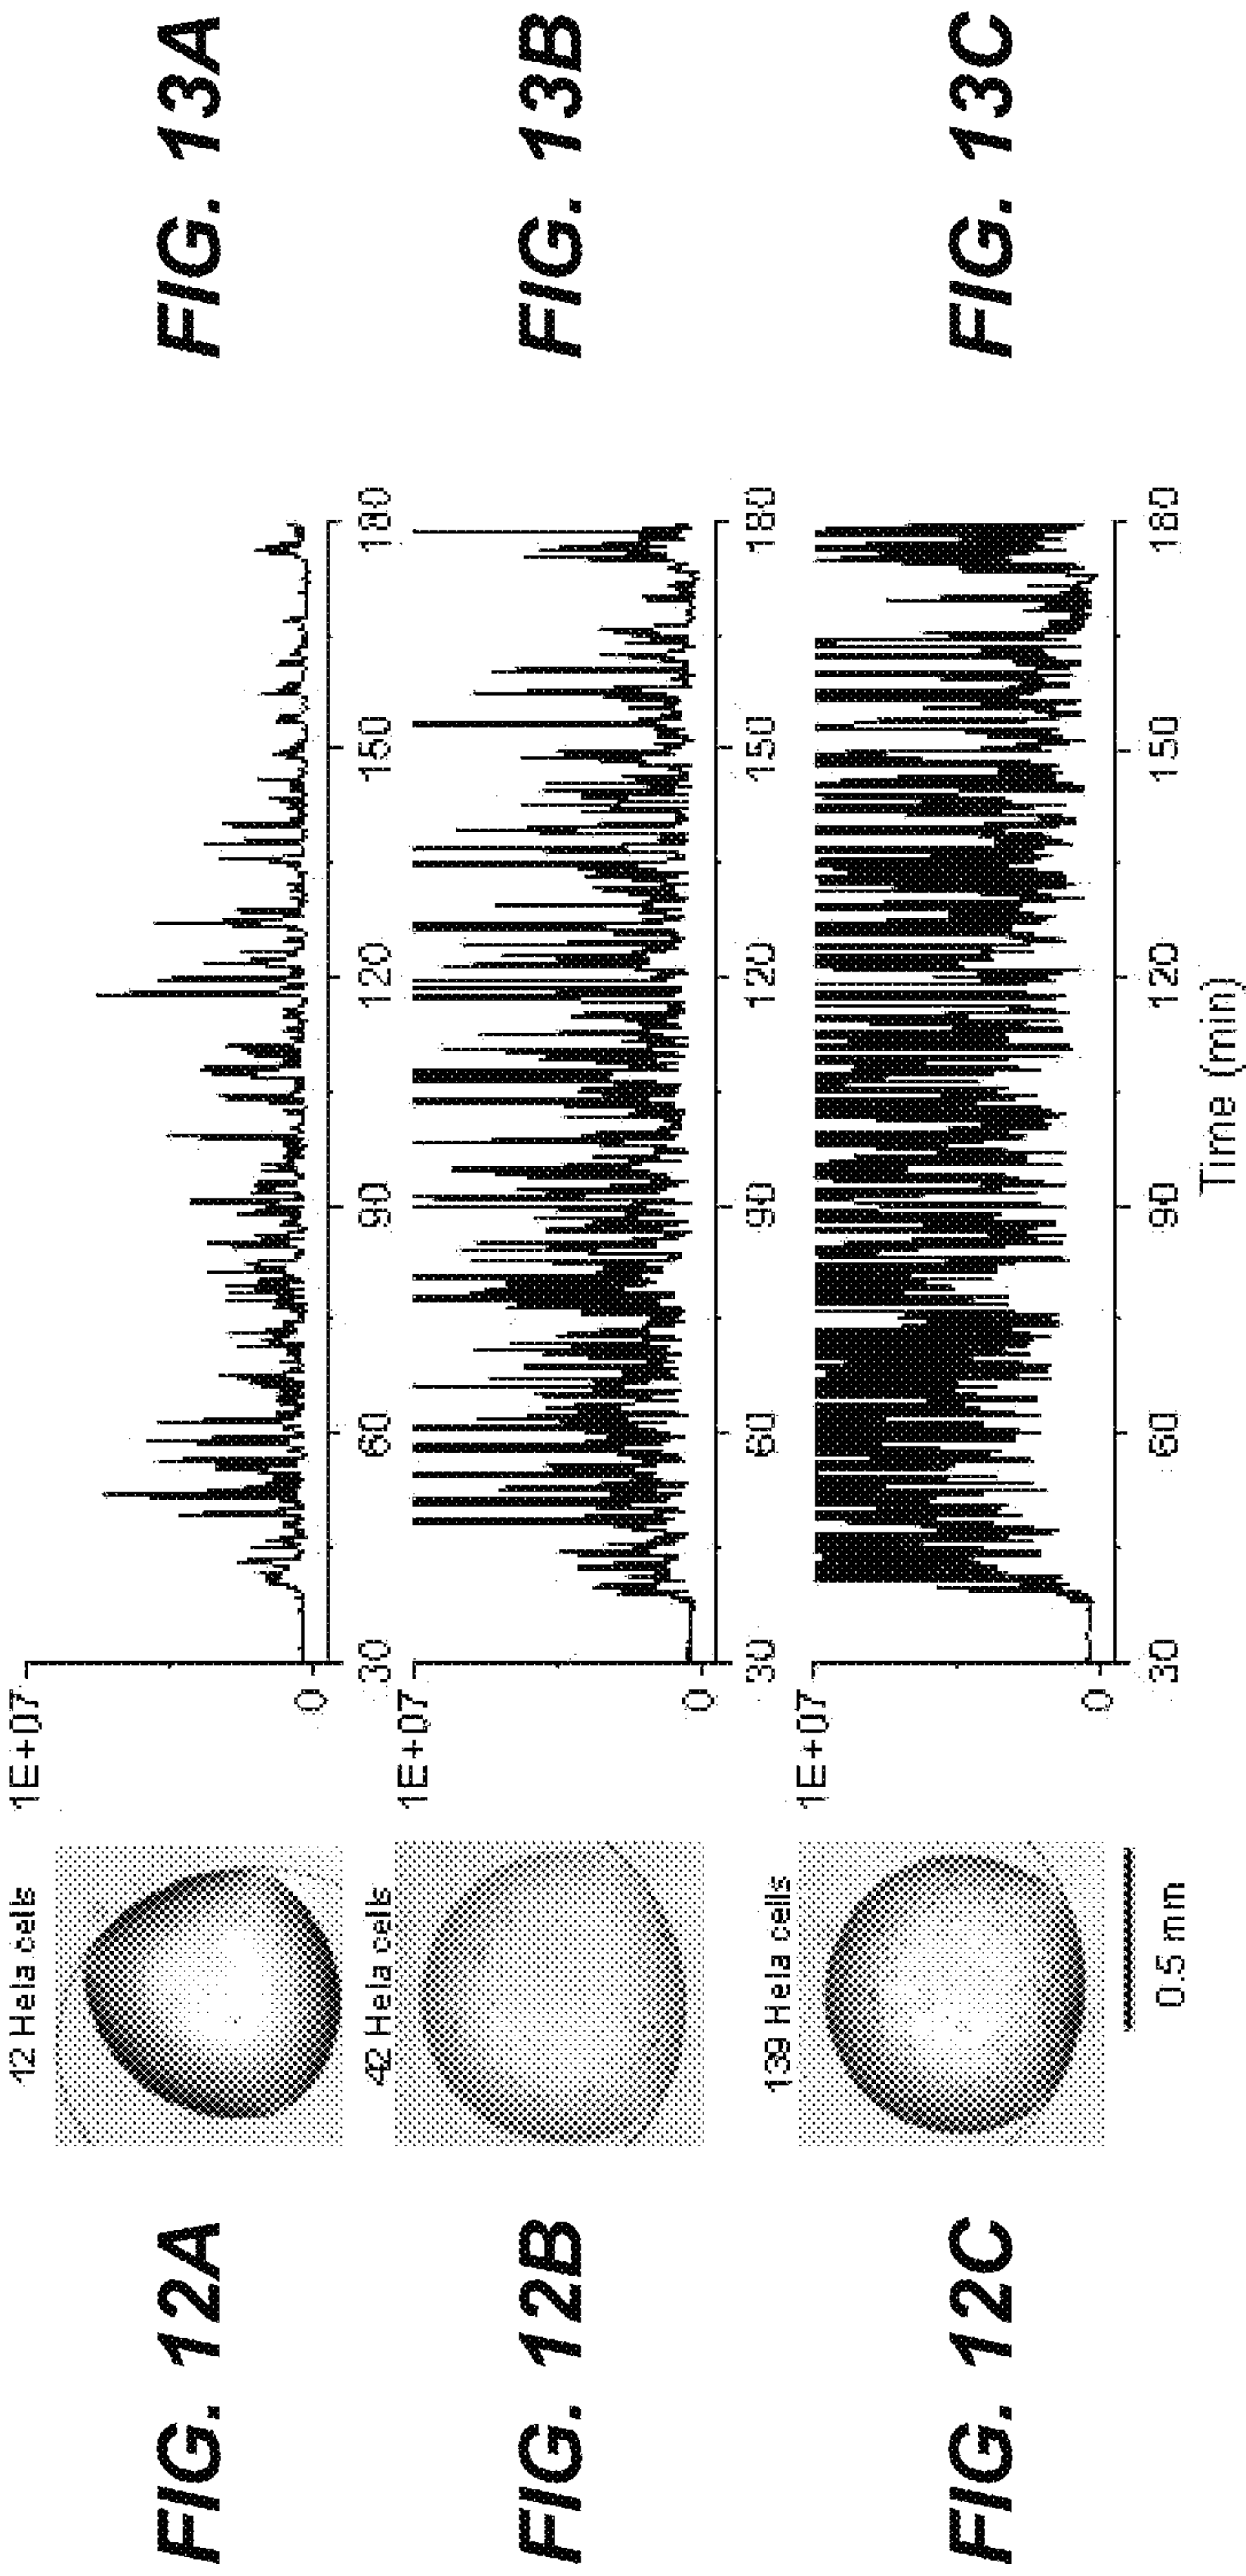 FIG. 12A
12 Hela cells
1E+07
0
30
60
90
120
150
180
FIG. 13A
FIG. 12B
42 Hela cells
1E+07
0
30
60
90
120
150
180
FIG. 13B
FIG. 12C
139 Hela cells
0.5 mm
1E+07
0
30
60
90
120
150
180
Time (min)
FIG. 13C